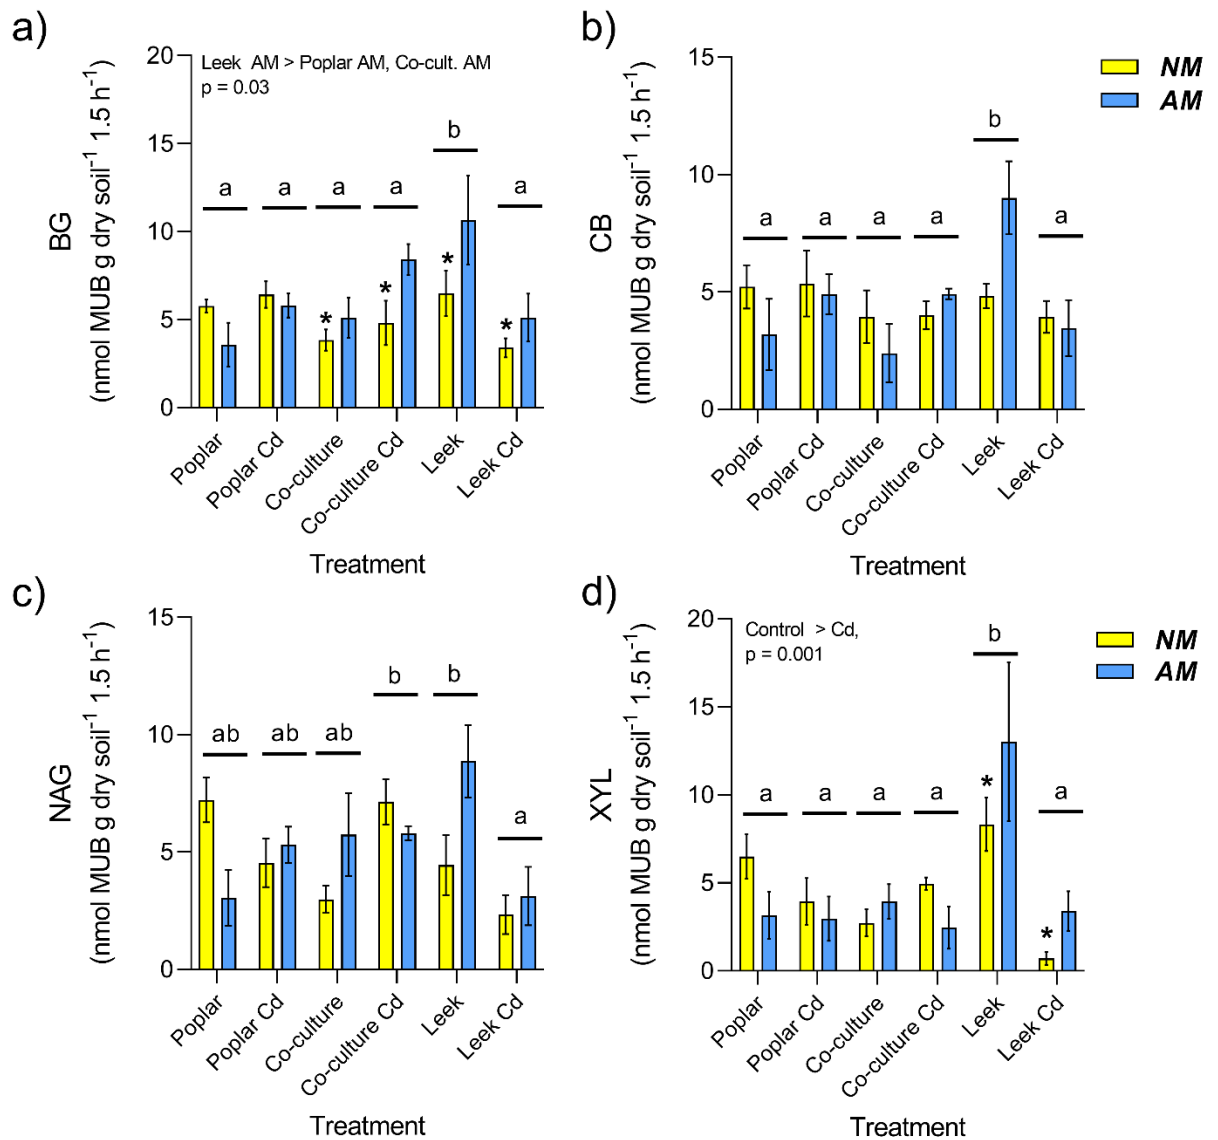 a)
BG
(nmol MUB g dry soil⁻¹ 1.5 h⁻¹)
20
15
10
5
0
Leek AM > Poplar AM, Co-cult. AM
p = 0.03
a
a
a
a
b
a
*
*
*
*
Poplar
Poplar Cd
Co-culture
Co-culture Cd
Leek
Leek Cd
Treatment
b)
CB
(nmol MUB g dry soil⁻¹ 1.5 h⁻¹)
15
10
5
0
a
a
a
a
b
a
Poplar
Poplar Cd
Co-culture
Co-culture Cd
Leek
Leek Cd
Treatment
NM
AM
c)
NAG
(nmol MUB g dry soil⁻¹ 1.5 h⁻¹)
15
10
5
0
ab
ab
ab
b
b
a
Poplar
Poplar Cd
Co-culture
Co-culture Cd
Leek
Leek Cd
Treatment
d)
XYL
(nmol MUB g dry soil⁻¹ 1.5 h⁻¹)
20
15
10
5
0
Control > Cd,
p = 0.001
a
a
a
a
b
a
*
*
Poplar
Poplar Cd
Co-culture
Co-culture Cd
Leek
Leek Cd
Treatment
NM
AM